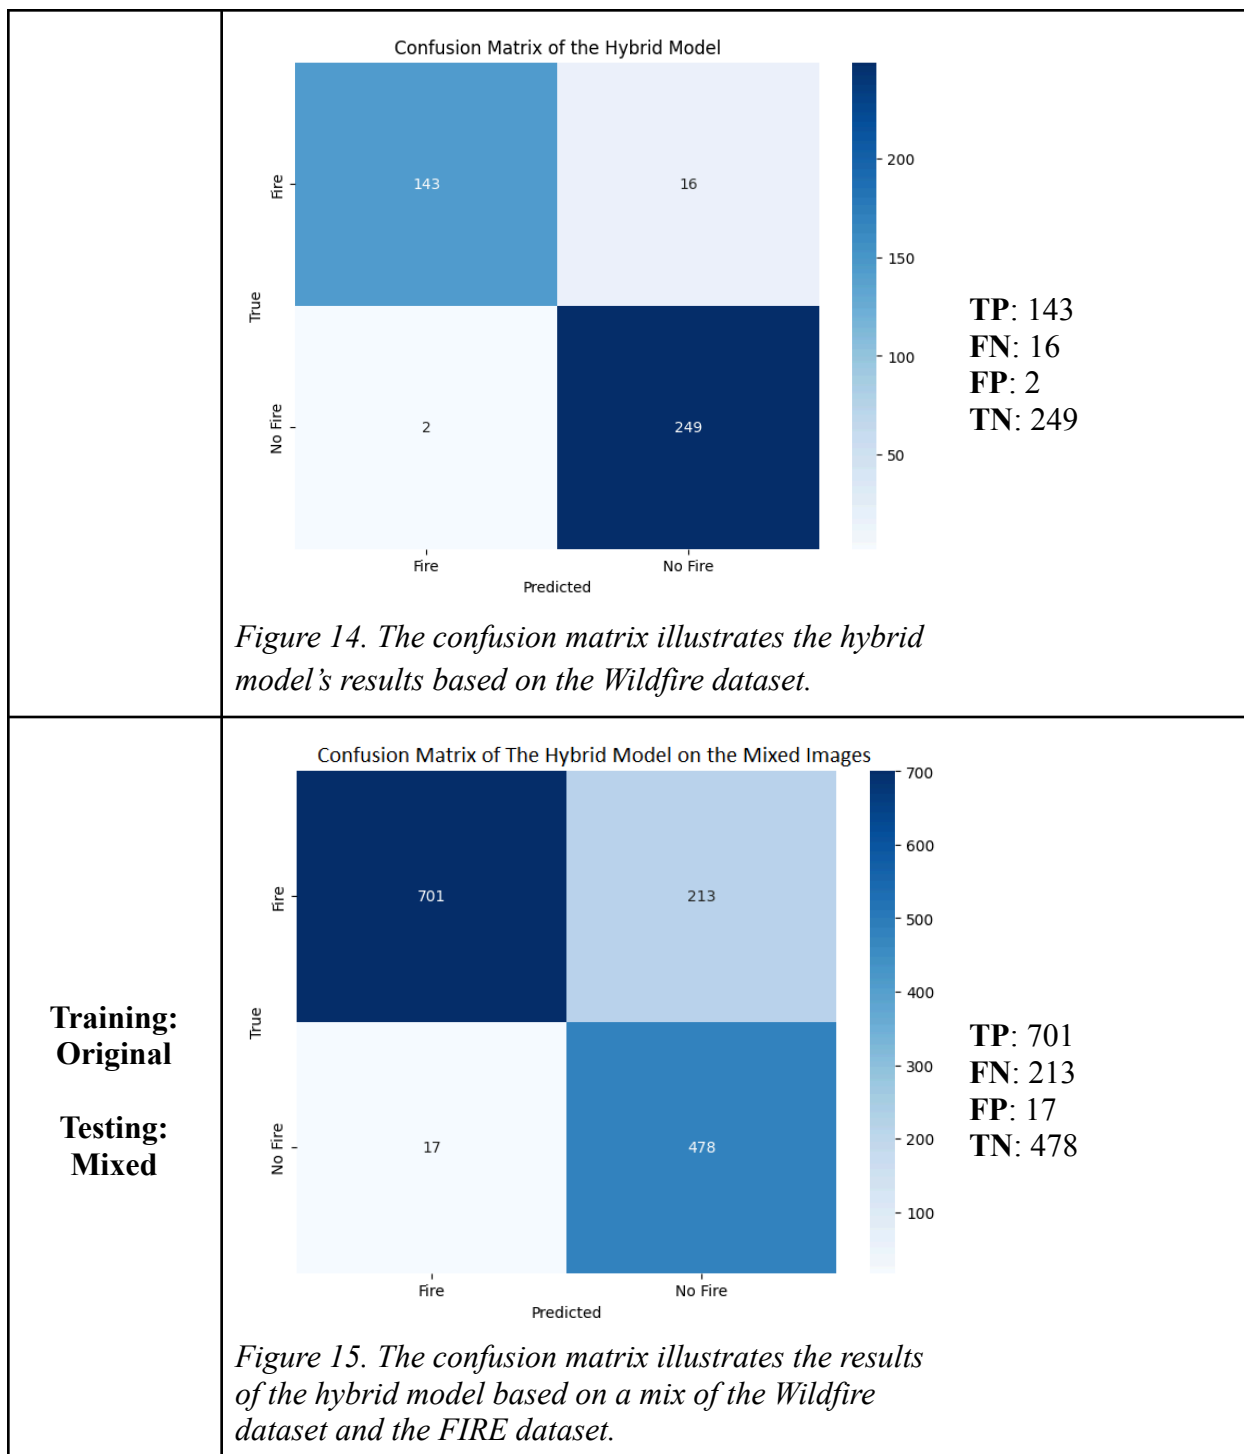 Confusion Matrix of the Hybrid Model
Fire
143
16
True
No Fire
2
249
Fire
No Fire
Predicted
200
150
100
50
TP: 143
FN: 16
FP: 2
TN: 249
Figure 14. The confusion matrix illustrates the hybrid
model’s results based on the Wildfire dataset.
Training:
Original
Testing:
Mixed
Confusion Matrix of The Hybrid Model on the Mixed Images
Fire
701
213
True
No Fire
17
478
Fire
No Fire
Predicted
700
600
500
400
300
200
100
TP: 701
FN: 213
FP: 17
TN: 478
Figure 15. The confusion matrix illustrates the results
of the hybrid model based on a mix of the Wildfire
dataset and the FIRE dataset.